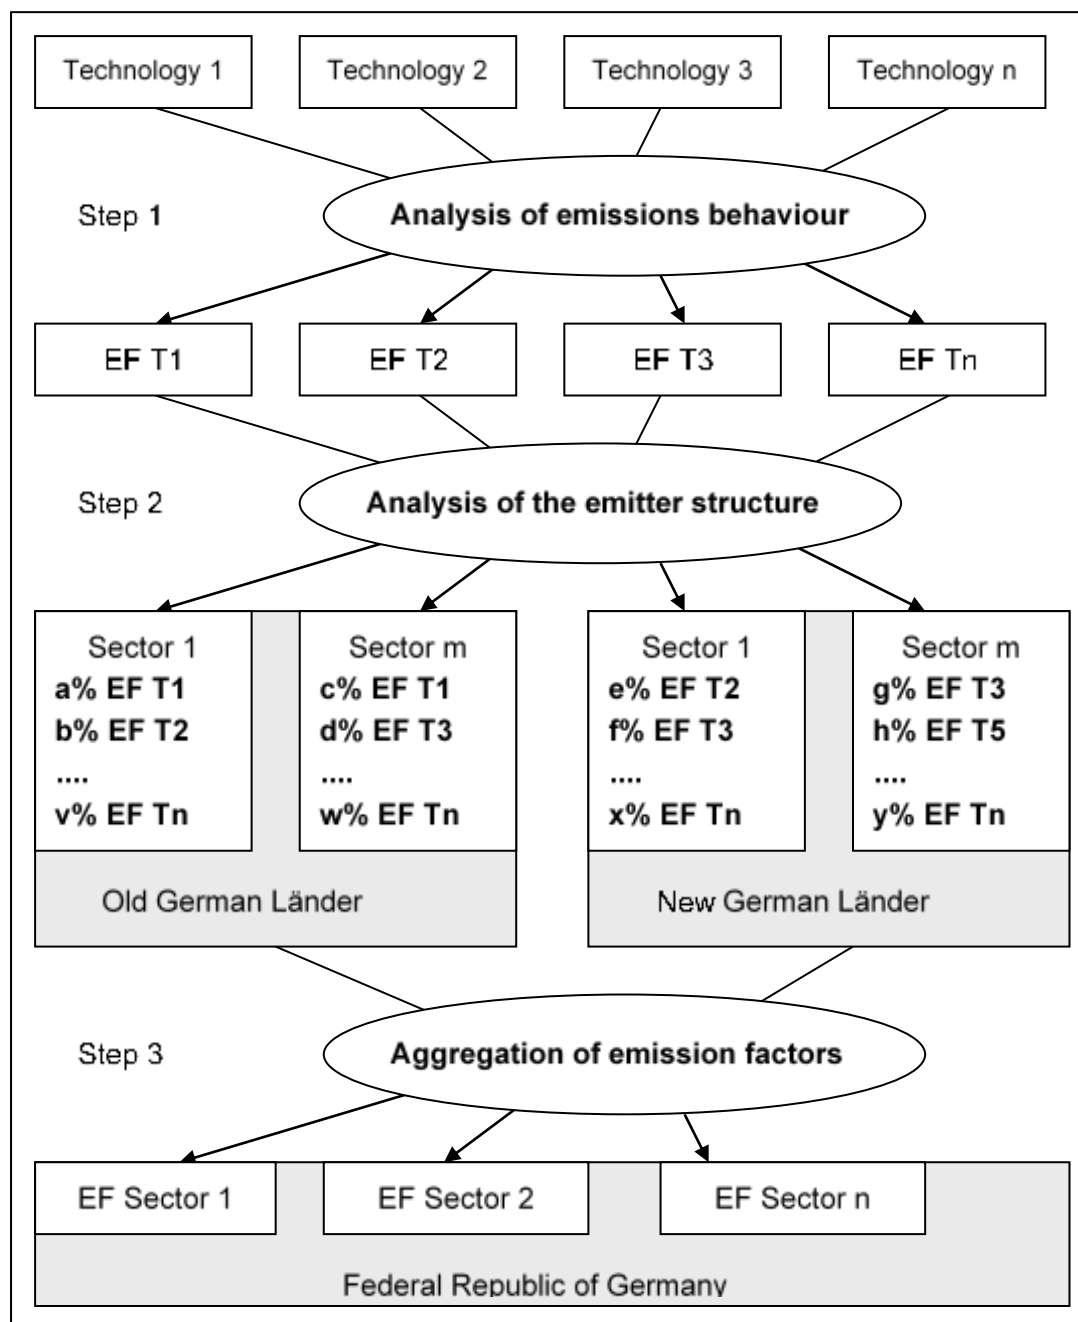 Technology 1
Technology 2
Technology 3
Technology n
Step 1
Analysis of emissions behaviour
EF T1
EF T2
EF T3
EF Tn
Step 2
Analysis of the emitter structure
Sector 1
a% EF T1
b% EF T2
....
v% EF Tn
Sector m
c% EF T1
d% EF T3
....
w% EF Tn
Old German Länder
Sector 1
e% EF T2
f% EF T3
....
x% EF Tn
Sector m
g% EF T3
h% EF T5
....
y% EF Tn
New German Länder
Step 3
Aggregation of emission factors
EF Sector 1
EF Sector 2
EF Sector n
Federal Republic of Germany